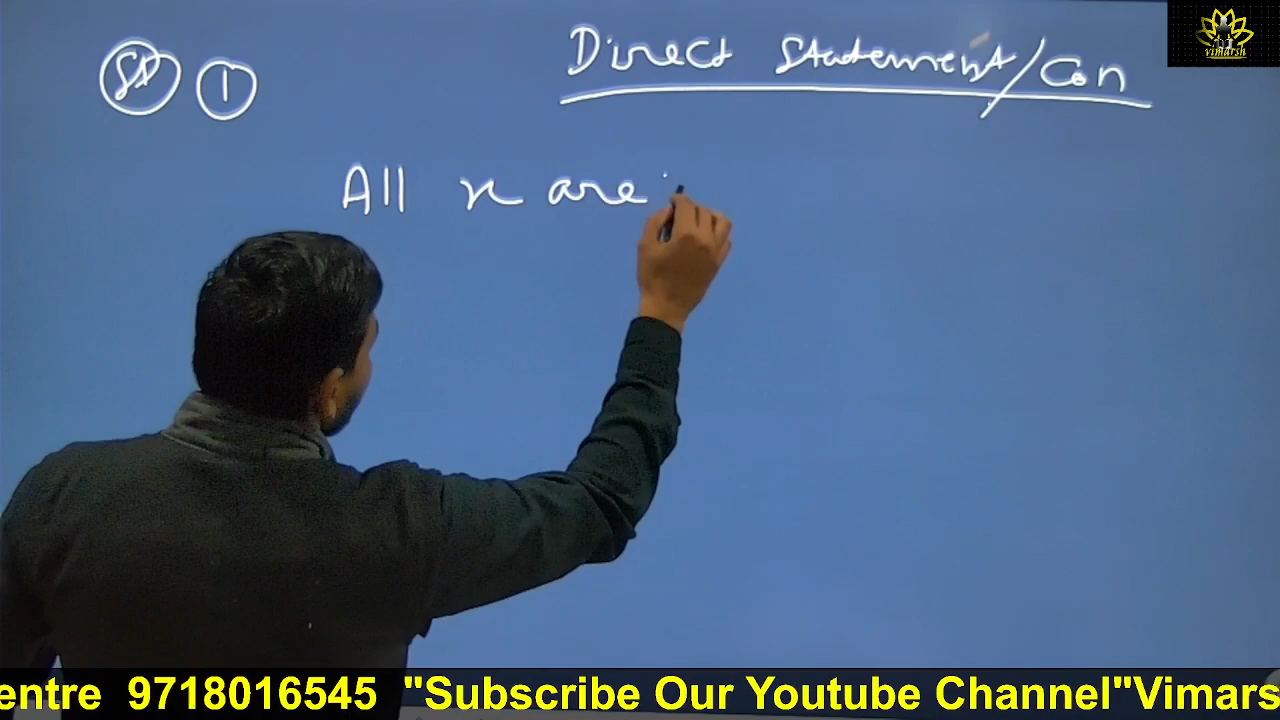 Direct Statement/Con
St 1
All x are
vimarsh
entre 9718016545 "Subscribe Our Youtube Channel"Vimars